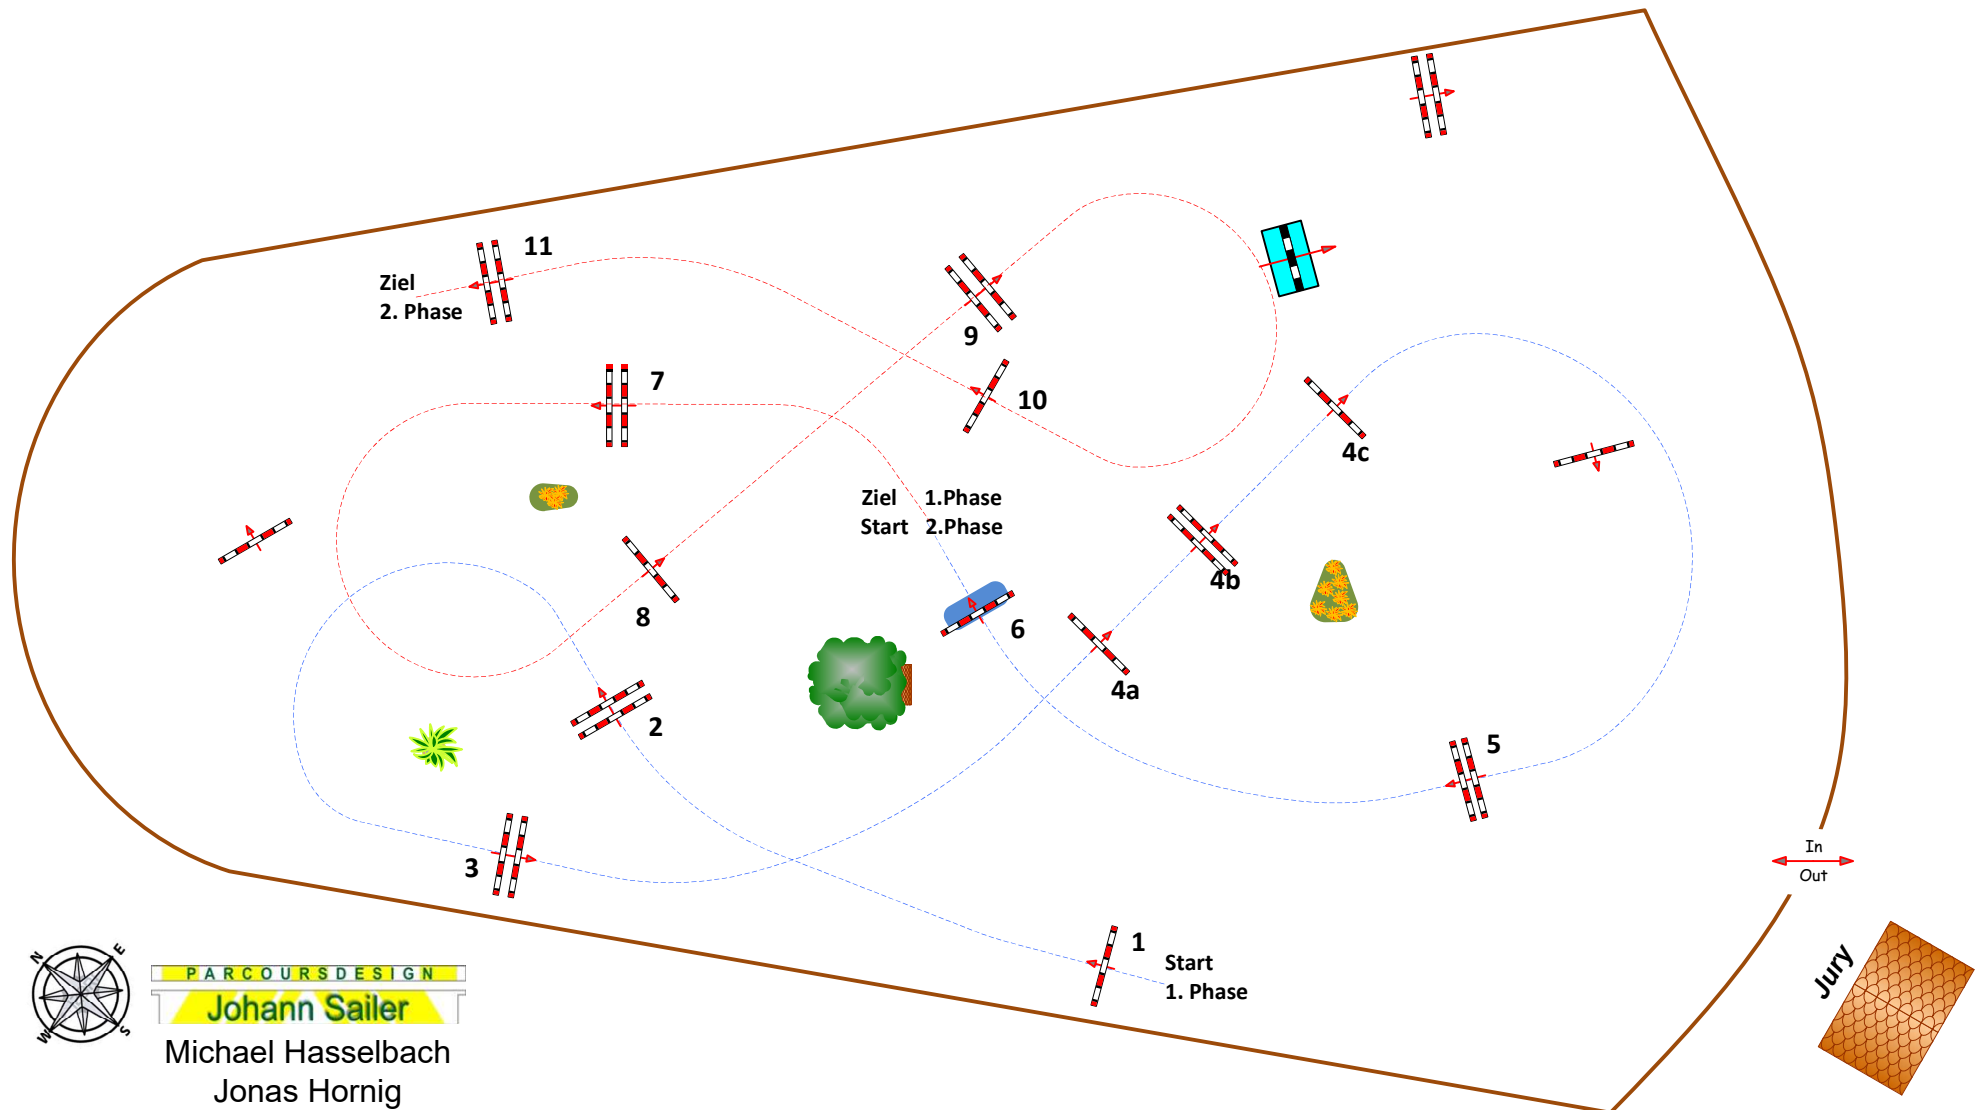 11
Ziel
2. Phase
9
7
10
4c
Ziel 1.Phase
Start 2.Phase
4b
8
6
4a
2
5
3
In
Out
1
Start
1. Phase
Jury
N
E
W
S
PARCOURSDESIGN
Johann Sailer
Michael Hasselbach
Jonas Hornig